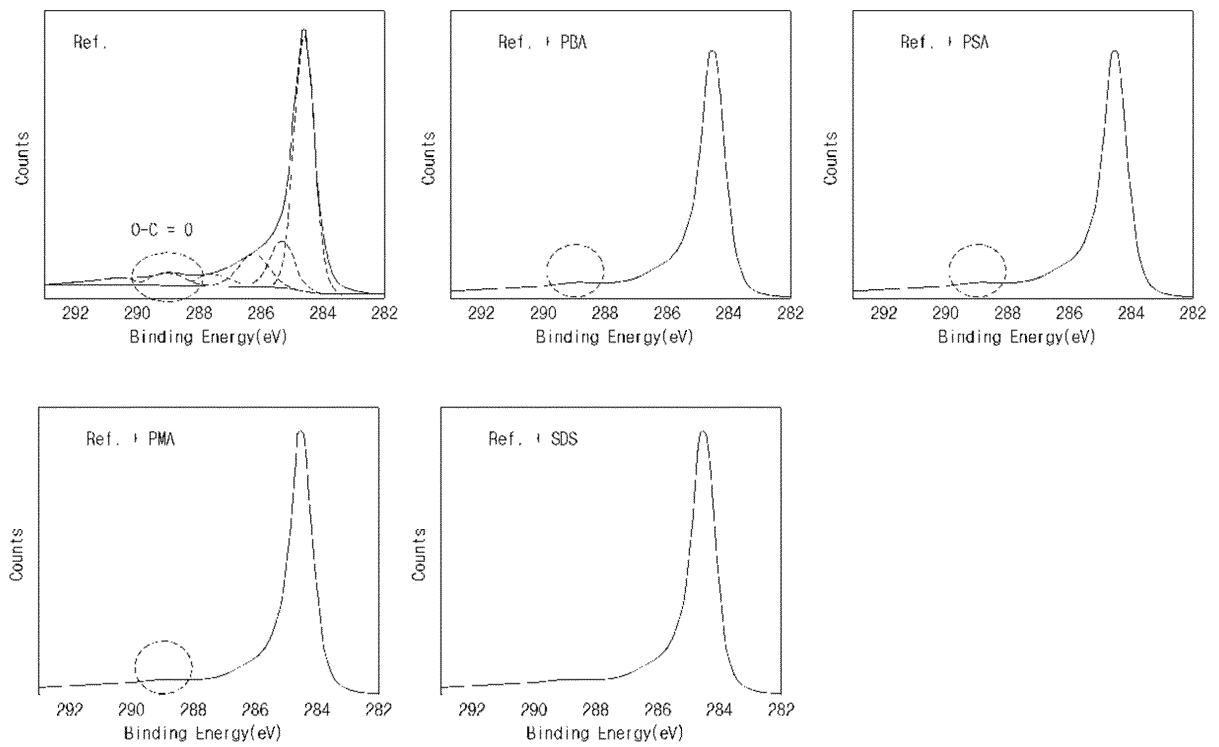 Ref.
O-C = O
Counts
292 290 288 286 284 282
Binding Energy(eV)
Ref. + PBA
Counts
292 290 288 286 284 282
Binding Energy(eV)
Ref. + PSA
Counts
292 290 288 286 284 282
Binding Energy(eV)
Ref. + PMA
Counts
292 290 288 286 284 282
Binding Energy(eV)
Ref. + SDS
Counts
292 290 288 286 284 282
Binding Energy(eV)